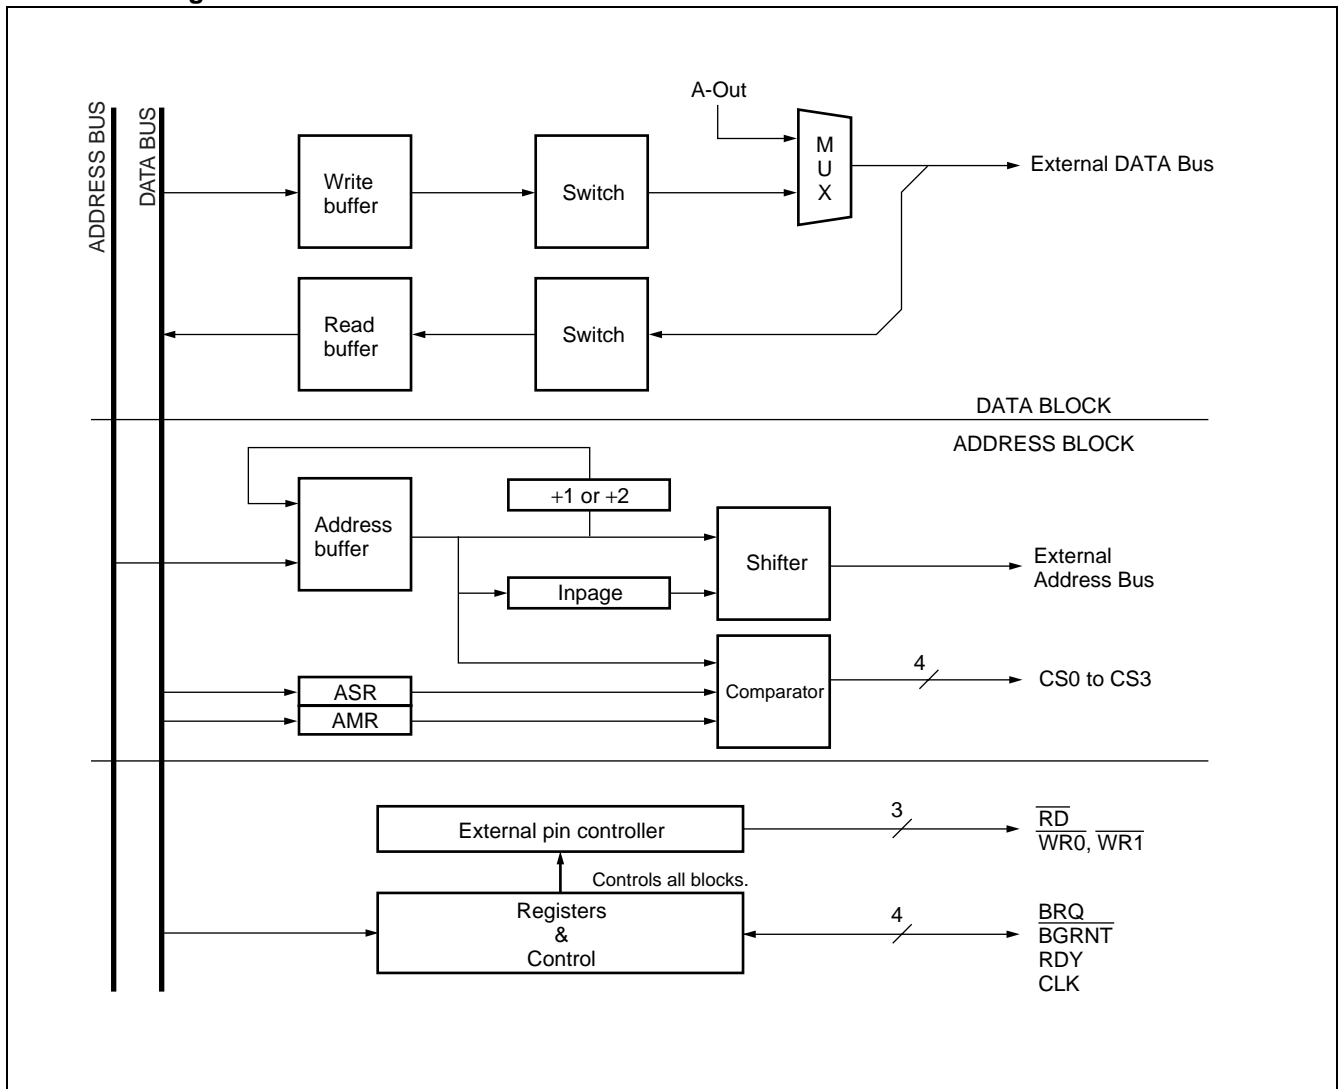 ADDRESS BUS
DATA BUS
A-Out
M
U
X
External DATA Bus
Write
buffer
Switch
Read
buffer
Switch
DATA BLOCK
ADDRESS BLOCK
+1 or +2
Address
buffer
Shifter
External
Address Bus
Inpage
4
CS0 to CS3
ASR
Comparator
AMR
3
External pin controller
RD
WR0, WR1
Controls all blocks.
Registers
&
Control
4
BRQ
BGRNT
RDY
CLK